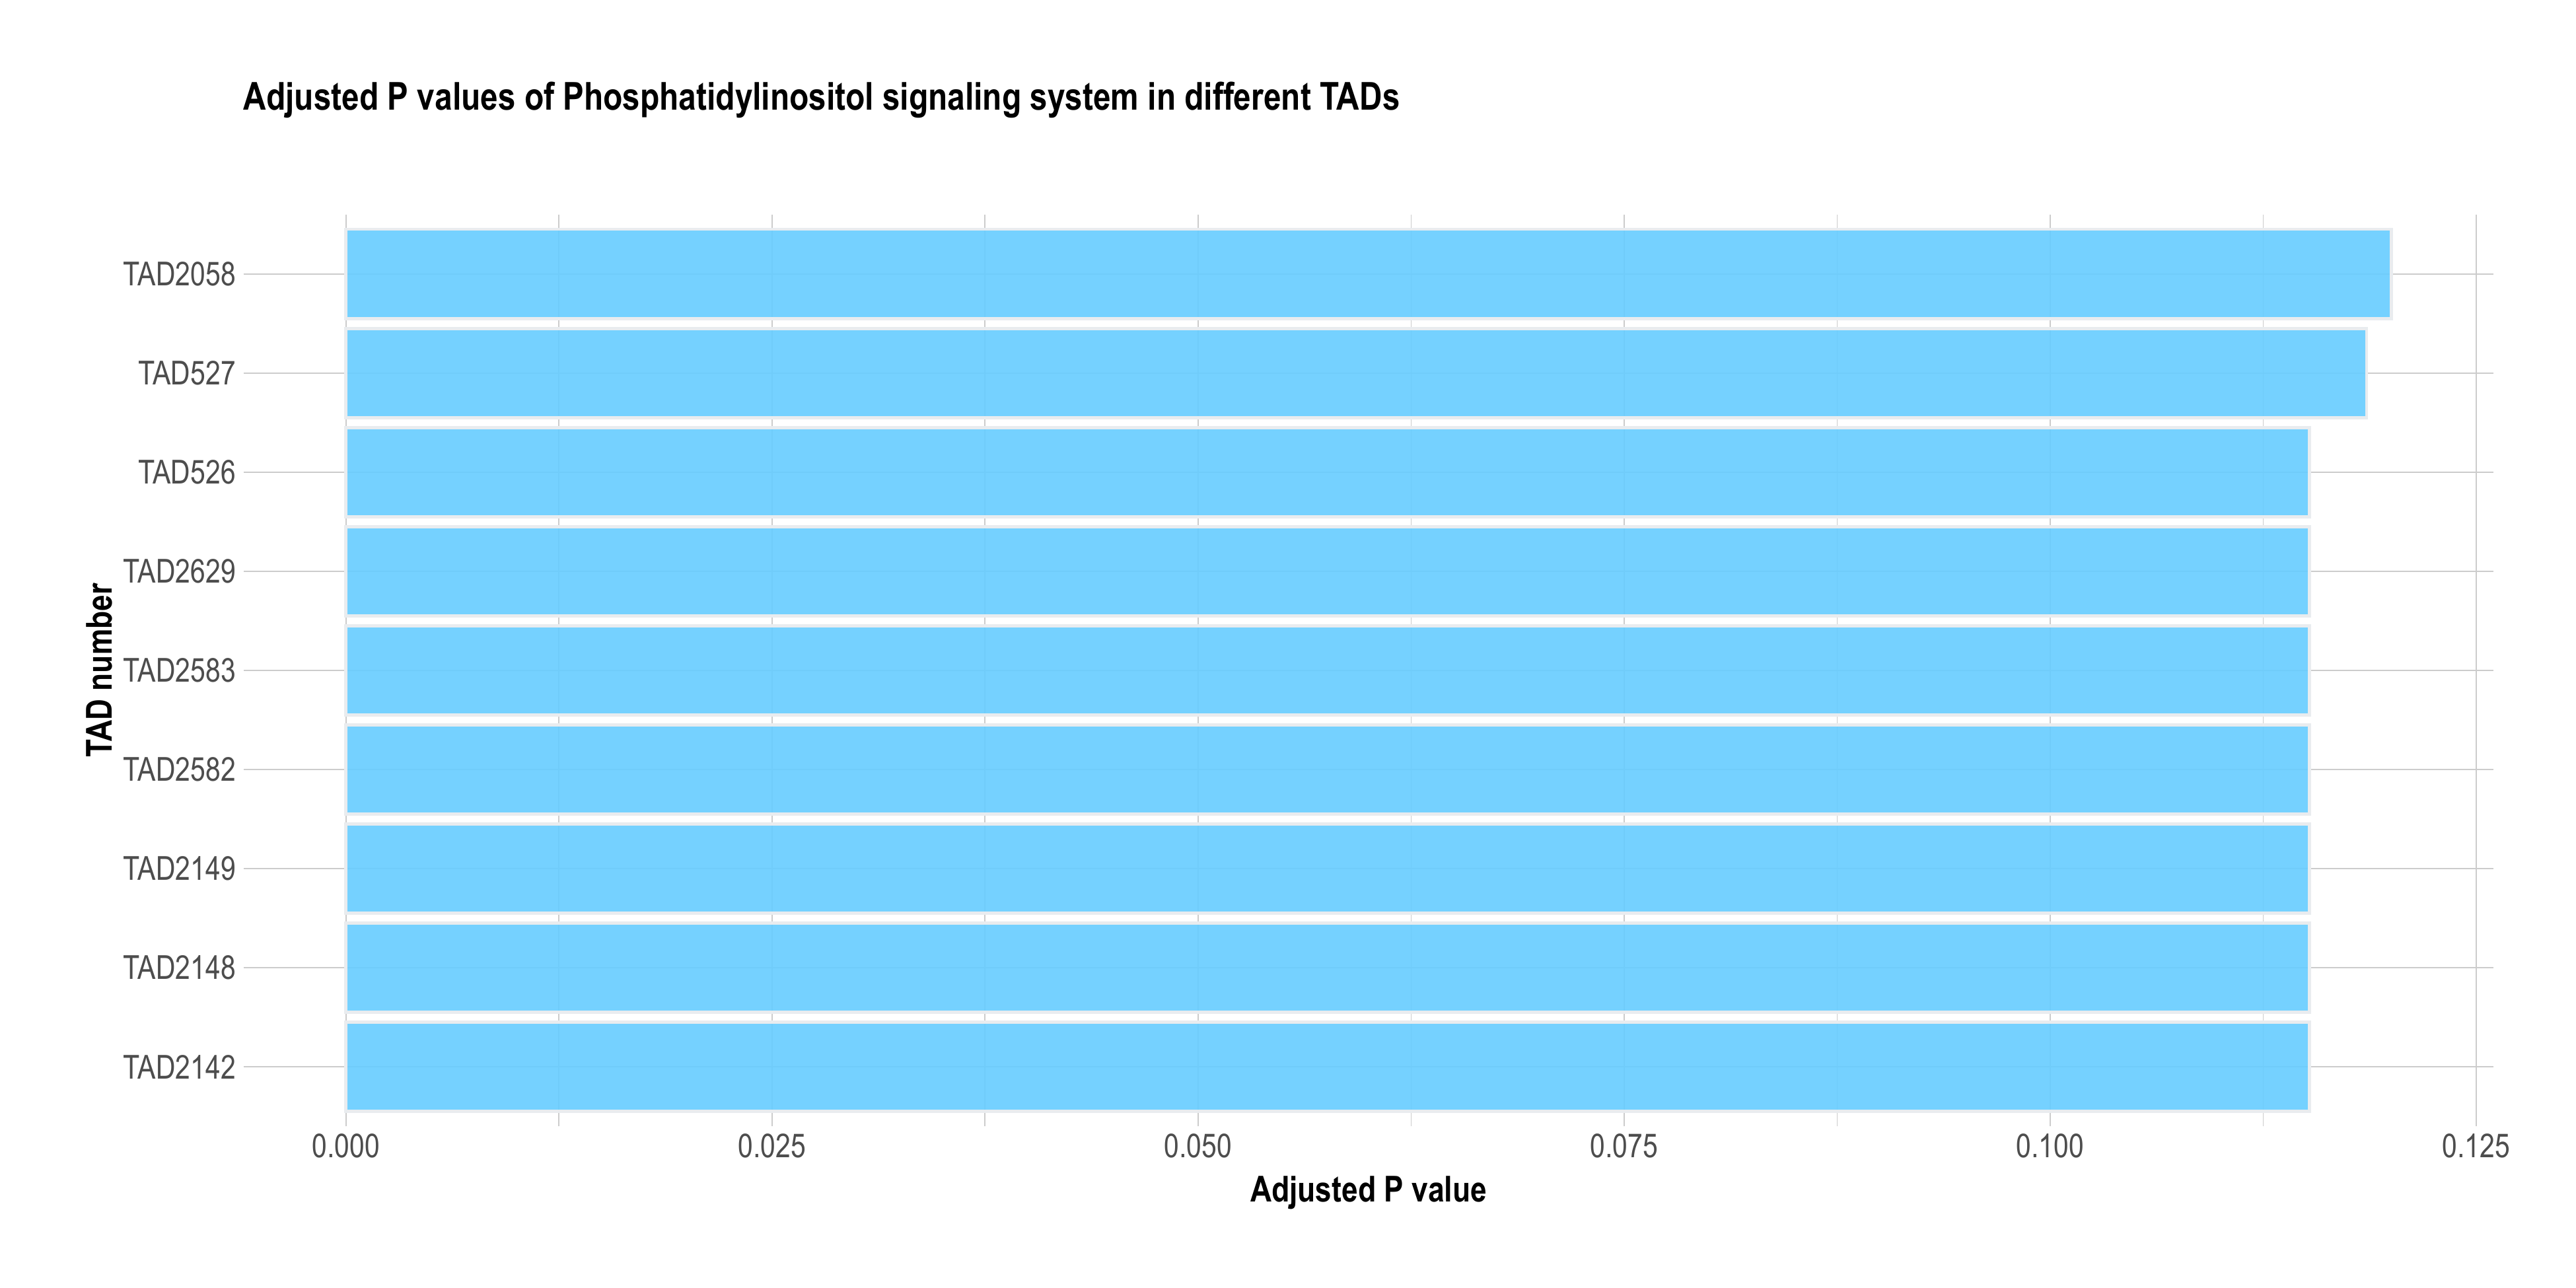 Adjusted P values of Phosphatidylinositol signaling system in different TADs
TAD number
TAD2058
TAD527
TAD526
TAD2629
TAD2583
TAD2582
TAD2149
TAD2148
TAD2142
0.000 0.025 0.050 0.075 0.100 0.125
Adjusted P value